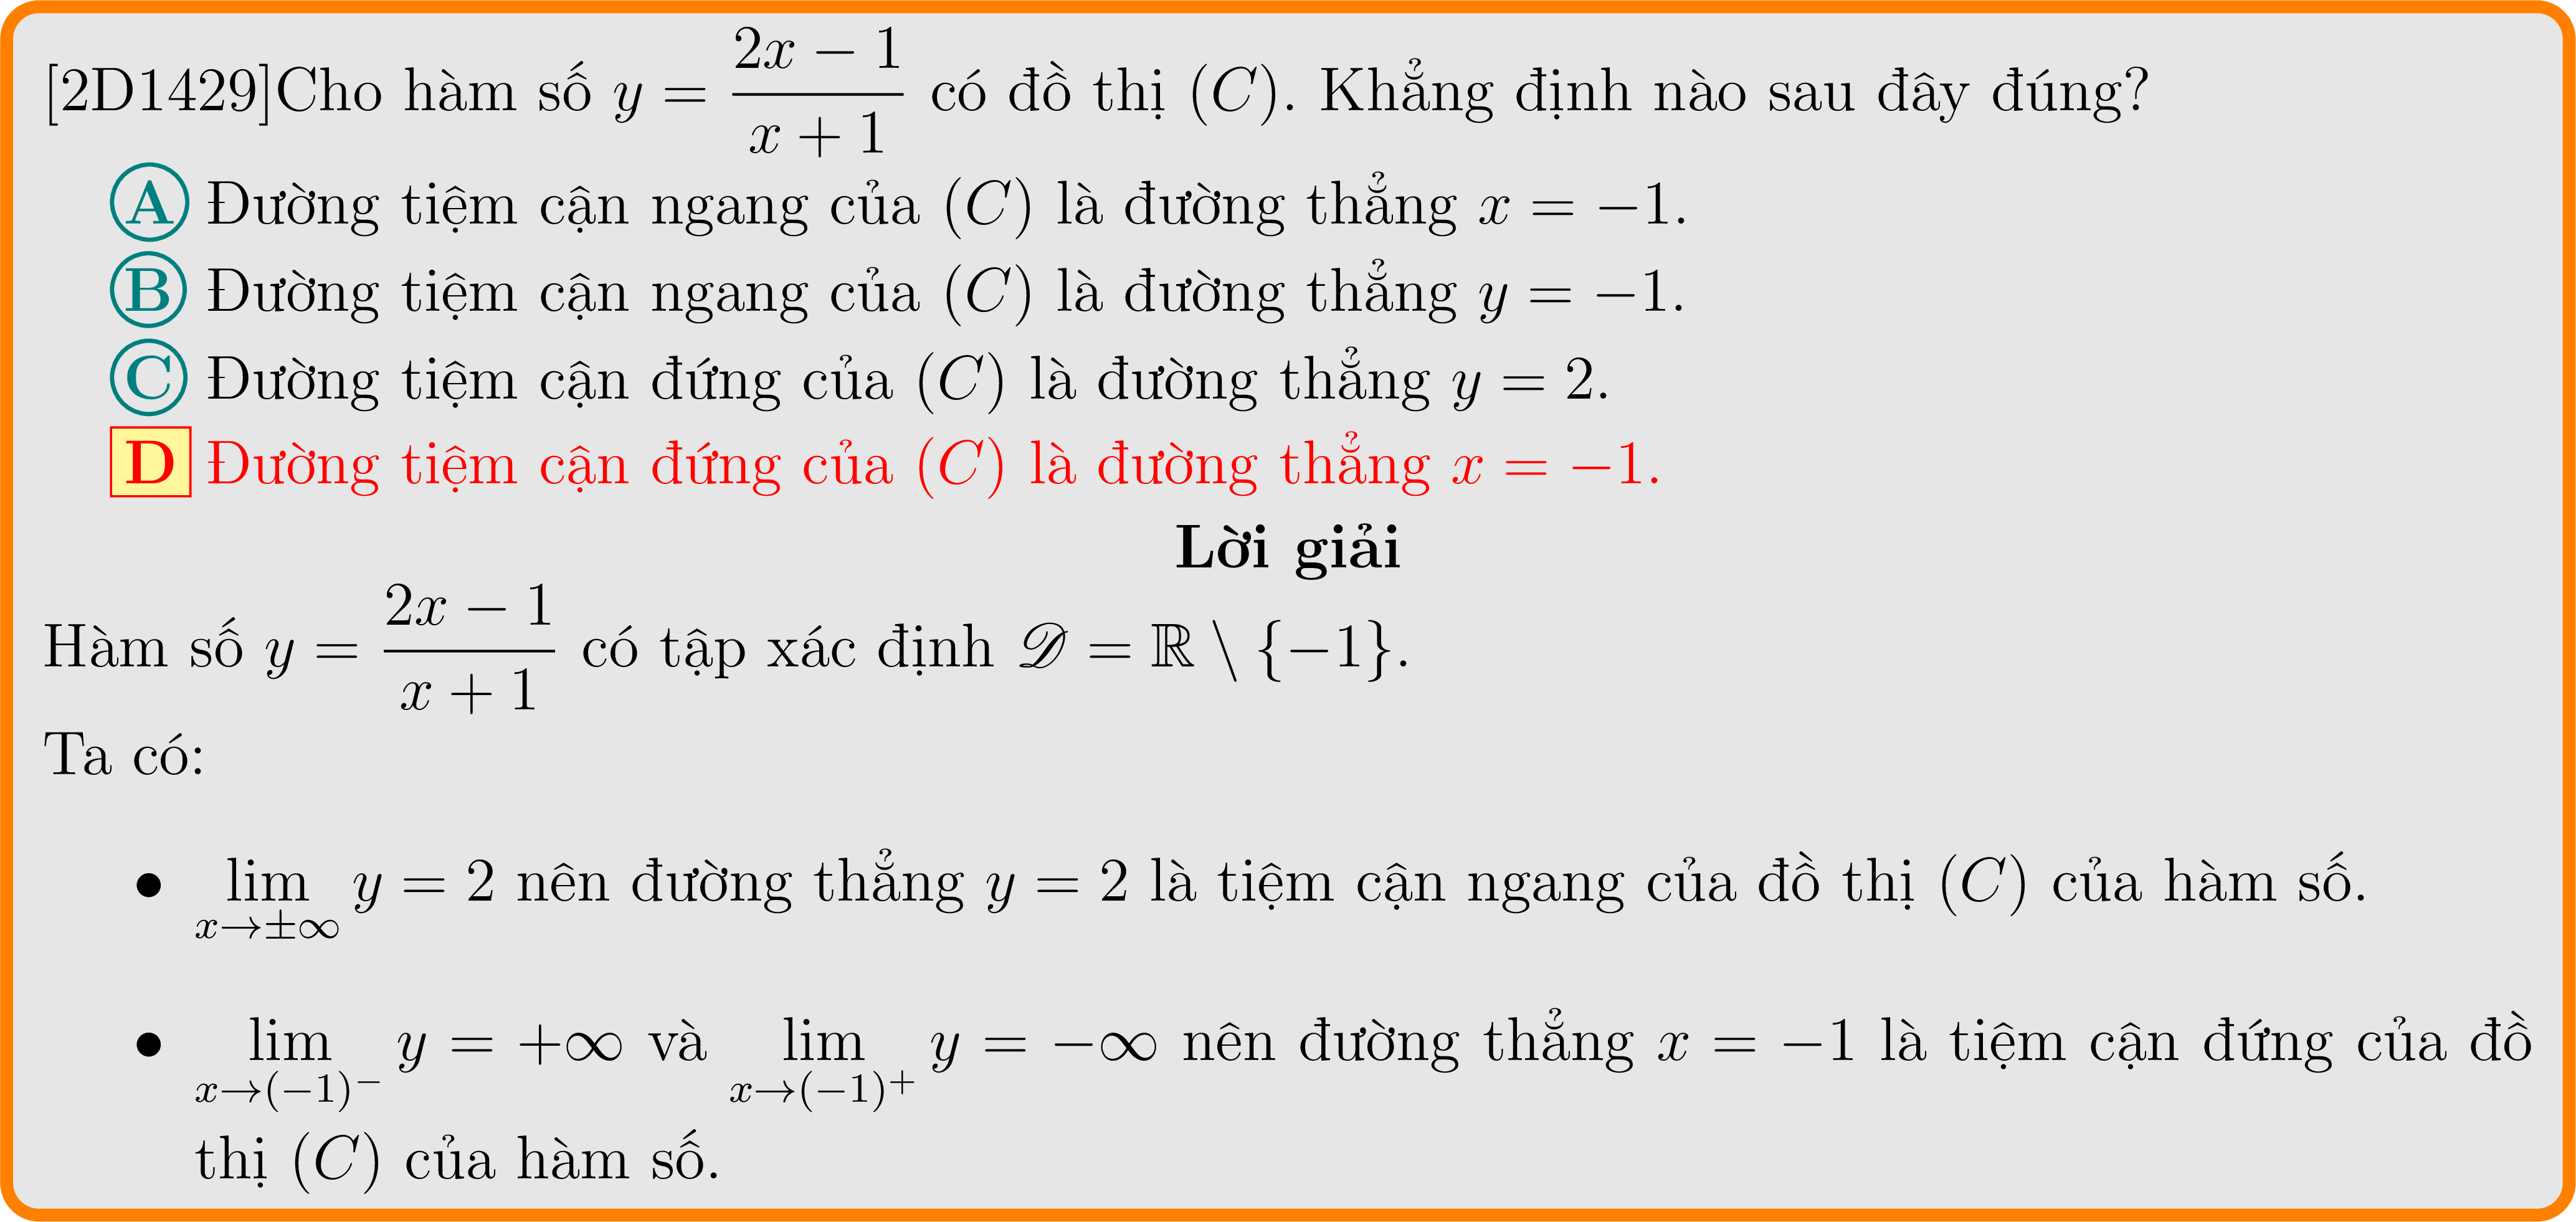 [2D1429]Cho hàm số $y = \dfrac{2x - 1}{x + 1}$ có đồ thị $(C)$. Khẳng định nào sau đây đúng?
A Đường tiệm cận ngang của $(C)$ là đường thẳng $x = -1$.
B Đường tiệm cận ngang của $(C)$ là đường thẳng $y = -1$.
C Đường tiệm cận đứng của $(C)$ là đường thẳng $y = 2$.
D Đường tiệm cận đứng của $(C)$ là đường thẳng $x = -1$.
Lời giải
Hàm số $y = \dfrac{2x - 1}{x + 1}$ có tập xác định $\mathscr{D} = \mathbb{R} \setminus \{-1\}$.
Ta có:
• $\lim\limits_{x \to \pm\infty} y = 2$ nên đường thẳng $y = 2$ là tiệm cận ngang của đồ thị $(C)$ của hàm số.
• $\lim\limits_{x \to (-1)^-} y = +\infty$ và $\lim\limits_{x \to (-1)^+} y = -\infty$ nên đường thẳng $x = -1$ là tiệm cận đứng của đồ
thị $(C)$ của hàm số.